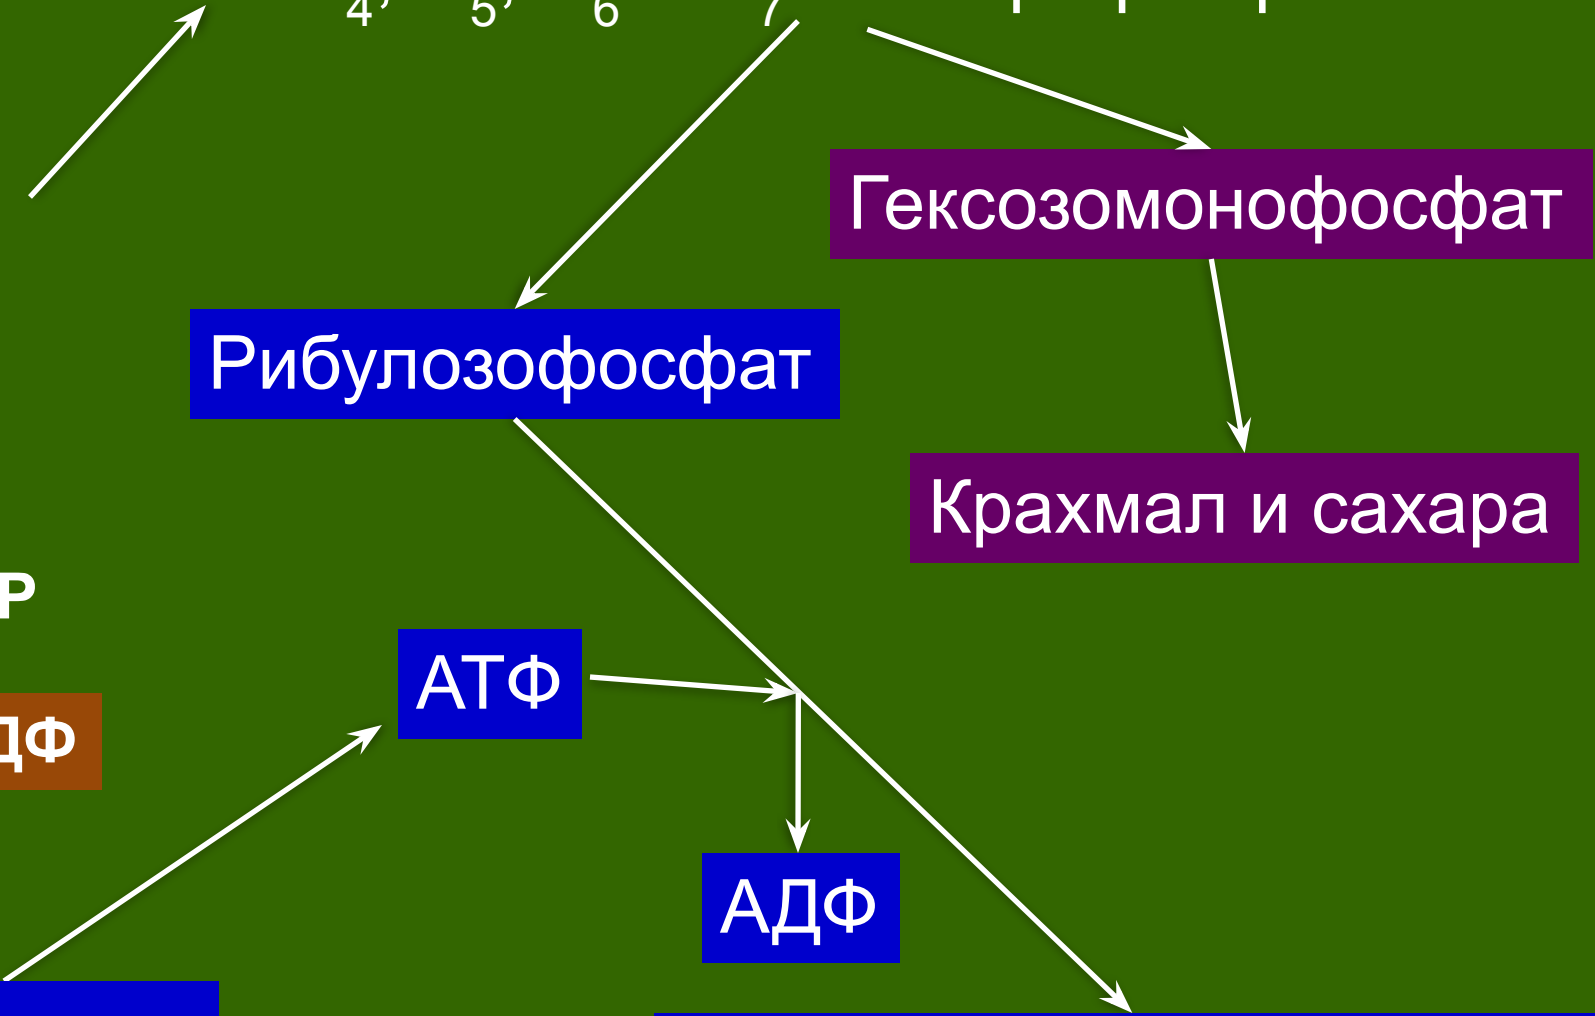 4, 5, 6 7
Гексозомонофосфат
Рибулозофосфат
Крахмал и сахара
Р
АТФ
ДФ
АДФ